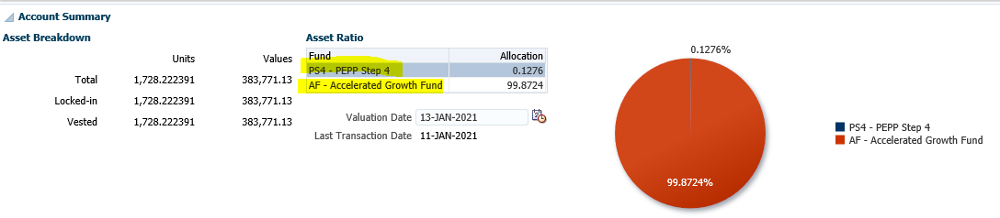 Account Summary
Asset Breakdown
Units Values
Total 1,728.222391 383,771.13
Locked-in 1,728.222391 383,771.13
Vested 1,728.222391 383,771.13
Asset Ratio
Fund Allocation
PS4 - PEPP Step 4 0.1276
AF - Accelerated Growth Fund 99.8724
Valuation Date 13-JAN-2021
Last Transaction Date 11-JAN-2021
0.1276%
99.8724%
PS4 - PEPP Step 4
AF - Accelerated Growth Fund